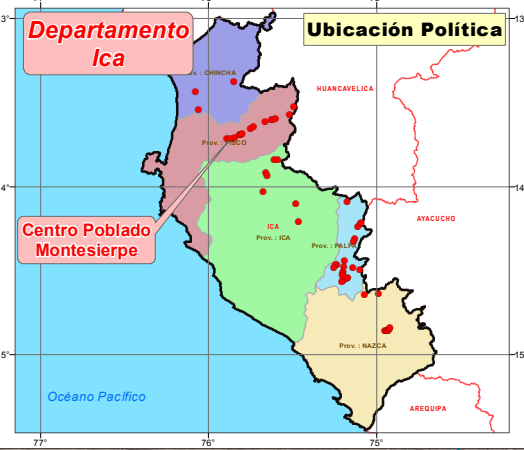 Departamento
Ica
Ubicación Política
Prov. : CHINCHA
HUANCAVELICA
Prov. : PISCO
Centro Poblado
Montesierpe
ICA
Prov. : ICA
Prov. : PALPA
AYACUCHO
Prov. : NAZCA
Océano Pacífico
AREQUIPA
3°
4°
5°
13
14
15
77°
76°
75°